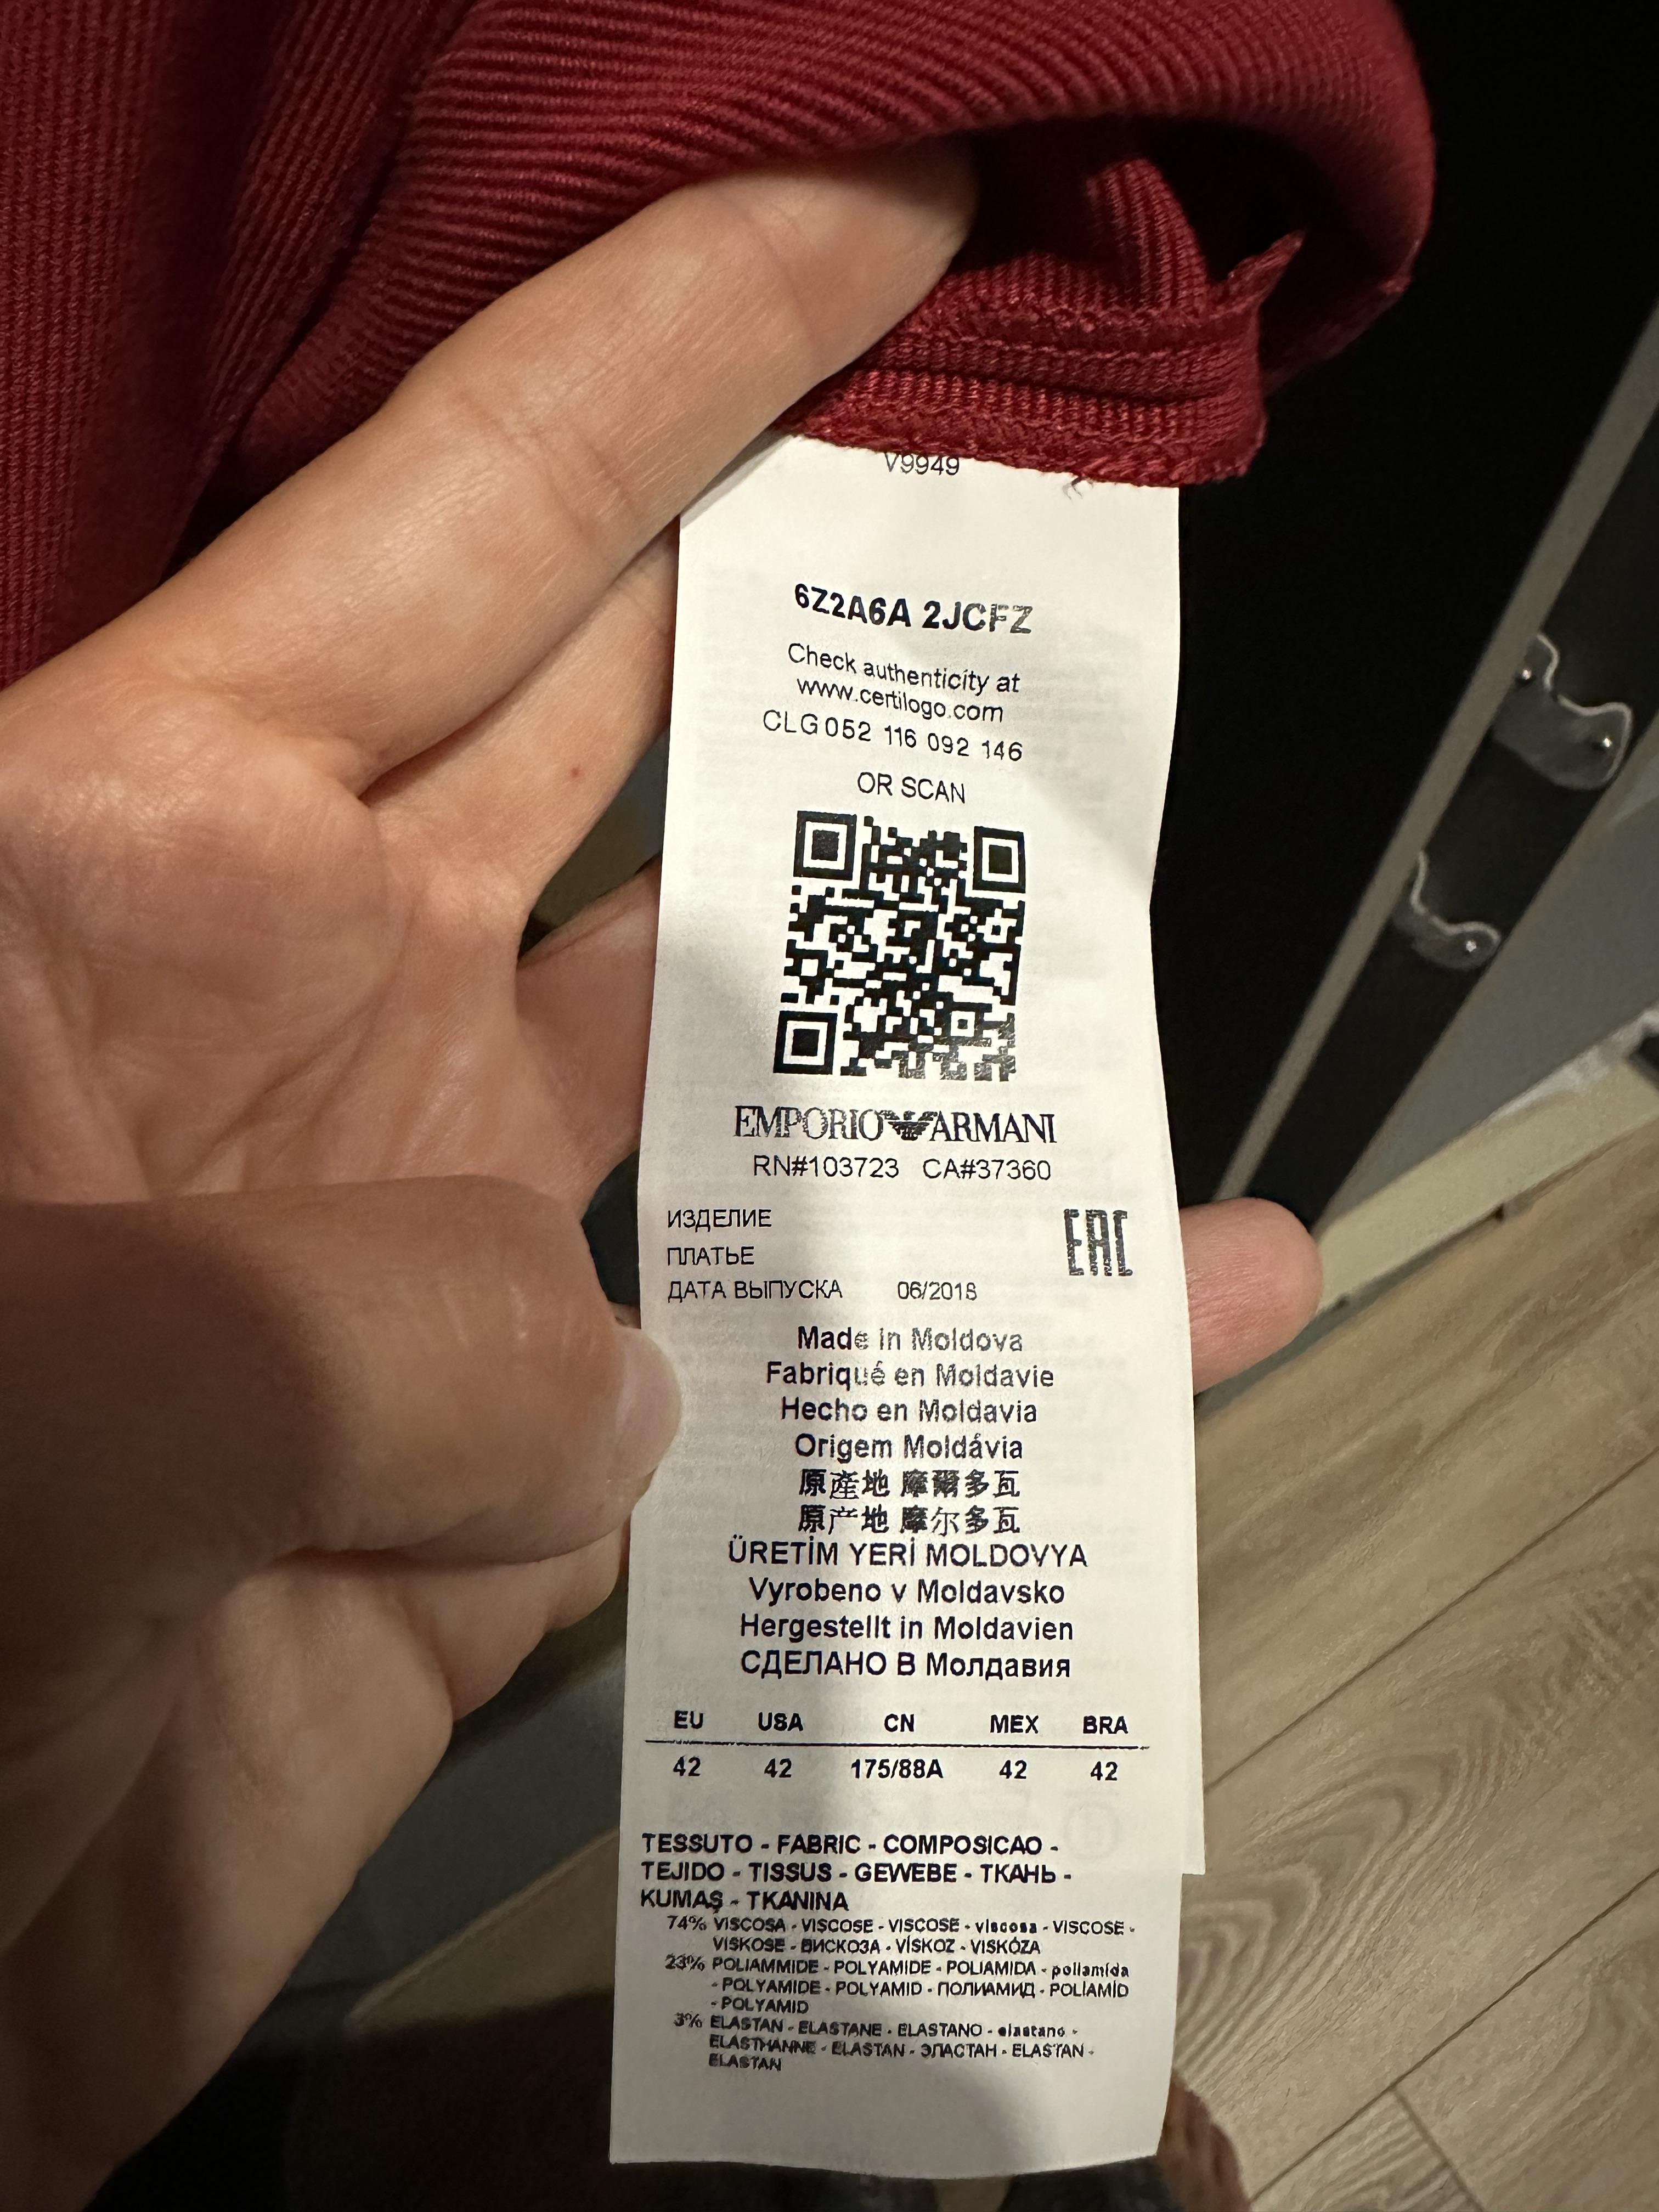 V9949
6Z2A6A 2JCFZ
Check authenticity at
www.certilogo.com
CLG 052 116 092 146
OR SCAN
EMPORIO ARMANI
RN#103723 CA#37360
ИЗДЕЛИЕ
ПЛАТЬЕ
EAC
ДАТА ВЫПУСКА 06/2018
Made in Moldova
Fabriqué en Moldavie
Hecho en Moldavia
Origem Moldávia
原產地 摩爾多瓦
原产地 摩尔多瓦
ÜRETİM YERİ MOLDOVYA
Vyrobeno v Moldavsko
Hergestellt in Moldavien
СДЕЛАНО В Молдавия
EU USA CN MEX BRA
42 42 175/88A 42 42
TESSUTO - FABRIC - COMPOSICAO -
TEJIDO - TISSUS - GEWEBE - ТКАНЬ -
KUMAŞ - TKANINA
74% VISCOSA - VISCOSE - VISCOSE - viscosa - VISCOSE -
VISKOSE - ВИСКОЗА - VİSKOZ - VISKÓZA
23% POLIAMMIDE - POLYAMIDE - POLIAMIDA - poliamida
- POLYAMIDE - POLYAMID - ПОЛИАМИД - POLİAMİD
- POLYAMID
3% ELASTAN - ELASTANE - ELASTANO - elastano -
ELASTHANNE - ELASTAN - ЭЛАСТАН - ELASTAN -
ELASTAN